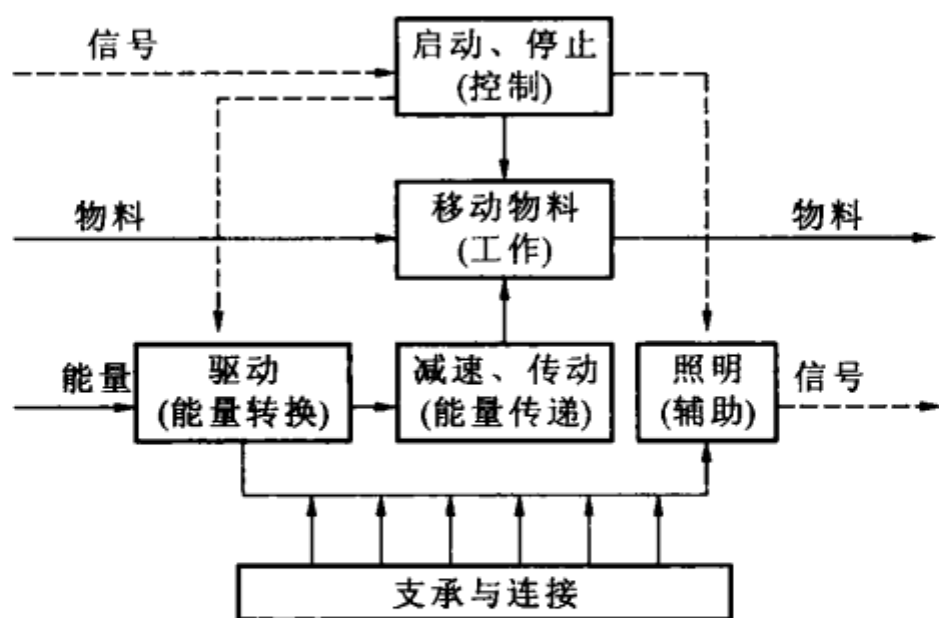 信号
启动、停止
(控制)
物料
移动物料
(工作)
物料
能量
驱动
(能量转换)
减速、传动
(能量传递)
照明
(辅助)
信号
支承与连接